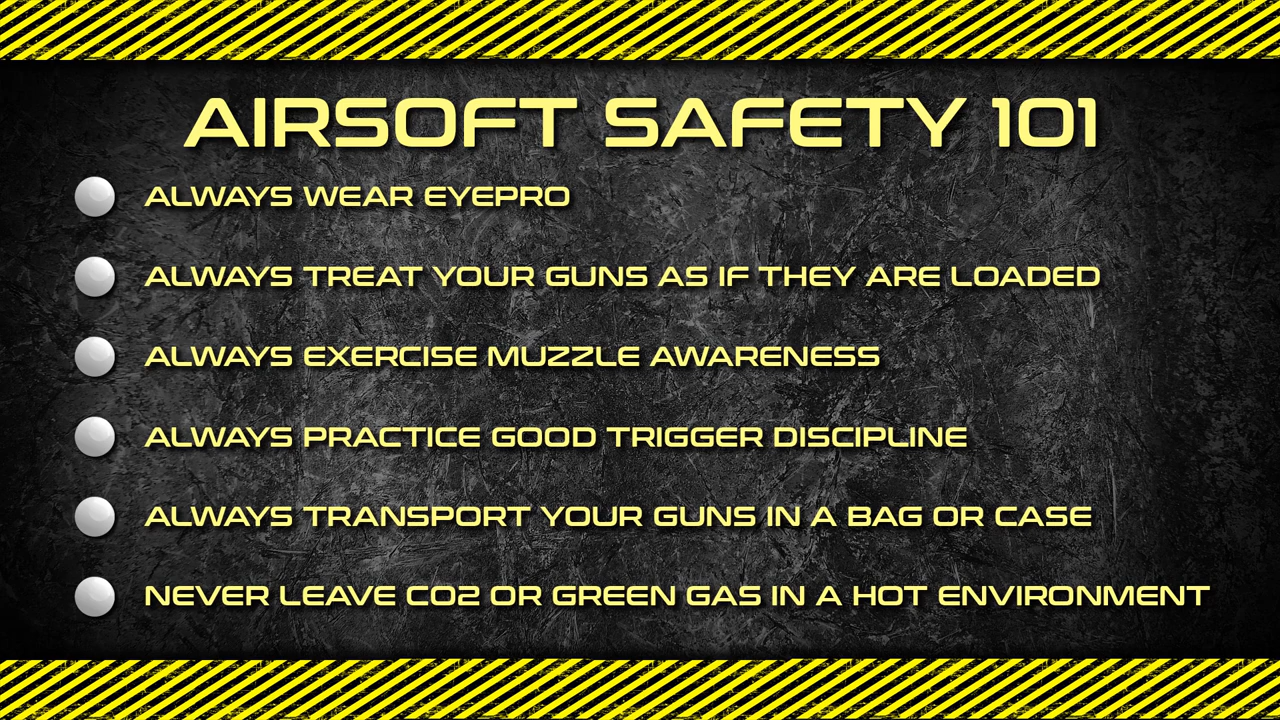 AIRSOFT SAFETY 101
ALWAYS WEAR EYEPRO
ALWAYS TREAT YOUR GUNS AS IF THEY ARE LOADED
ALWAYS EXERCISE MUZZLE AWARENESS
ALWAYS PRACTICE GOOD TRIGGER DISCIPLINE
ALWAYS TRANSPORT YOUR GUNS IN A BAG OR CASE
NEVER LEAVE CO2 OR GREEN GAS IN A HOT ENVIRONMENT